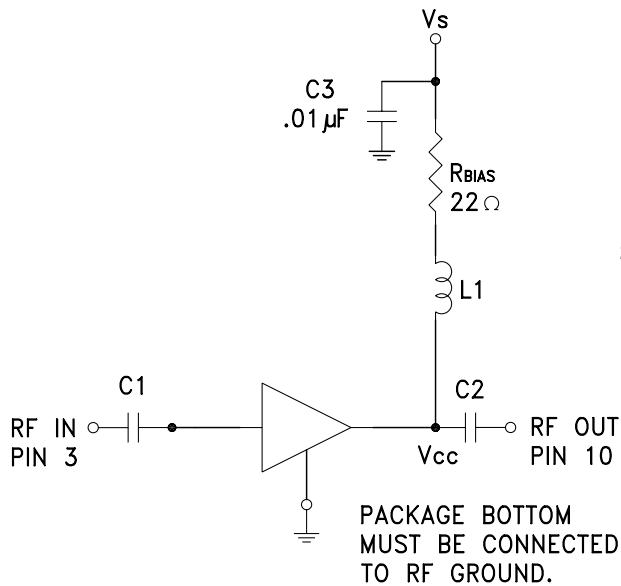 Vs
C3
.01µF
RBIAS
22Ω
L1
C1
C2
RF IN
PIN 3
Vcc
RF OUT
PIN 10
PACKAGE BOTTOM
MUST BE CONNECTED
TO RF GROUND.